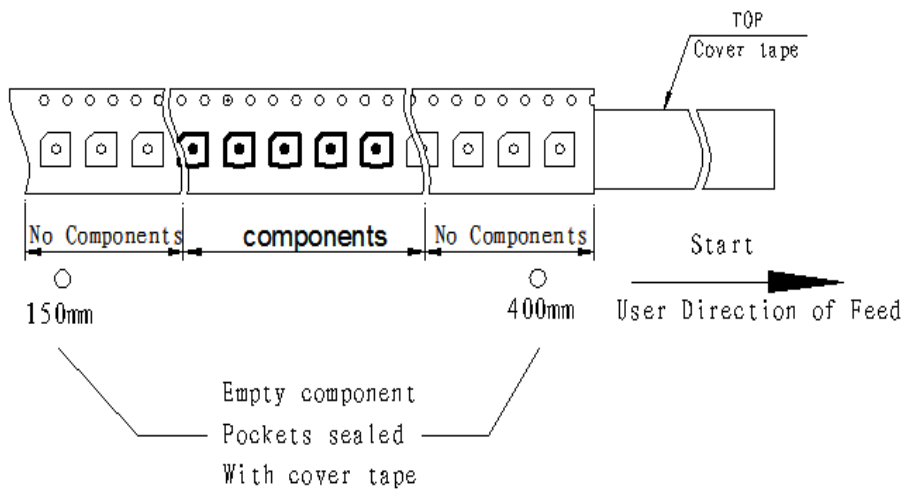 TOP
Cover tape
No Components
components
No Components
Start
150mm
400mm
User Direction of Feed
Empty component
Pockets sealed
With cover tape